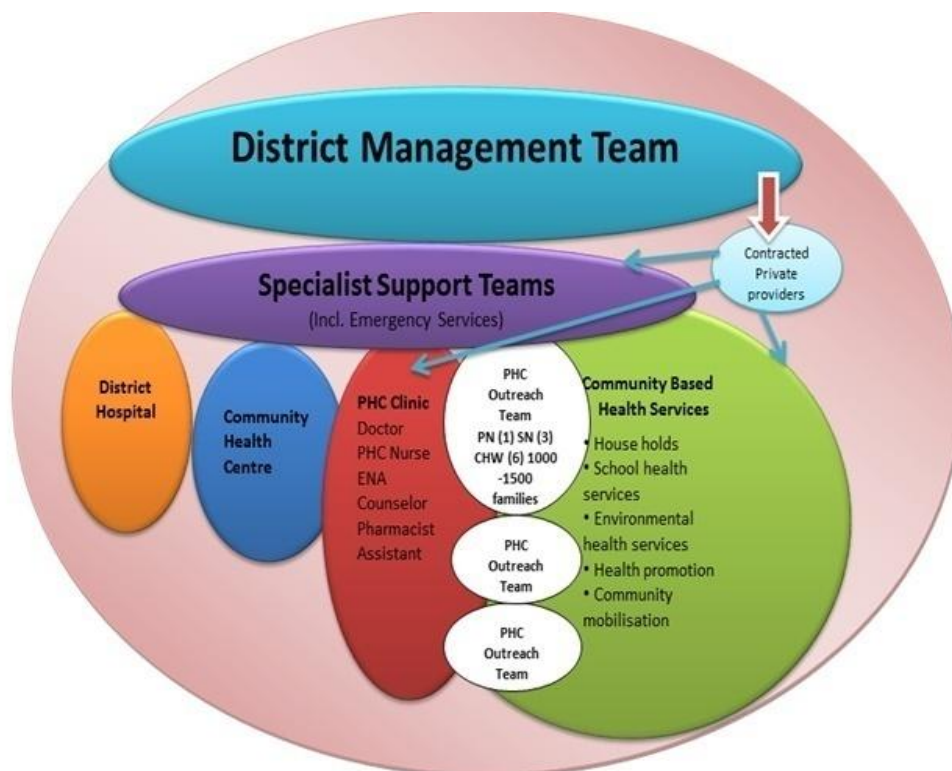 District Management Team
Contracted
Private
providers
Specialist Support Teams
(Incl. Emergency Services)
District
Hospital
Community
Health
Centre
PHC Clinic
Doctor
PHC Nurse
ENA
Counselor
Pharmacist
Assistant
PHC
Outreach
Team
PN (1) SN (3)
CHW (6) 1000
-1500
families
PHC
Outreach
Team
PHC
Outreach
Team
Community Based
Health Services
• House holds
• School health
services
• Environmental
health services
• Health promotion
• Community
mobilisation